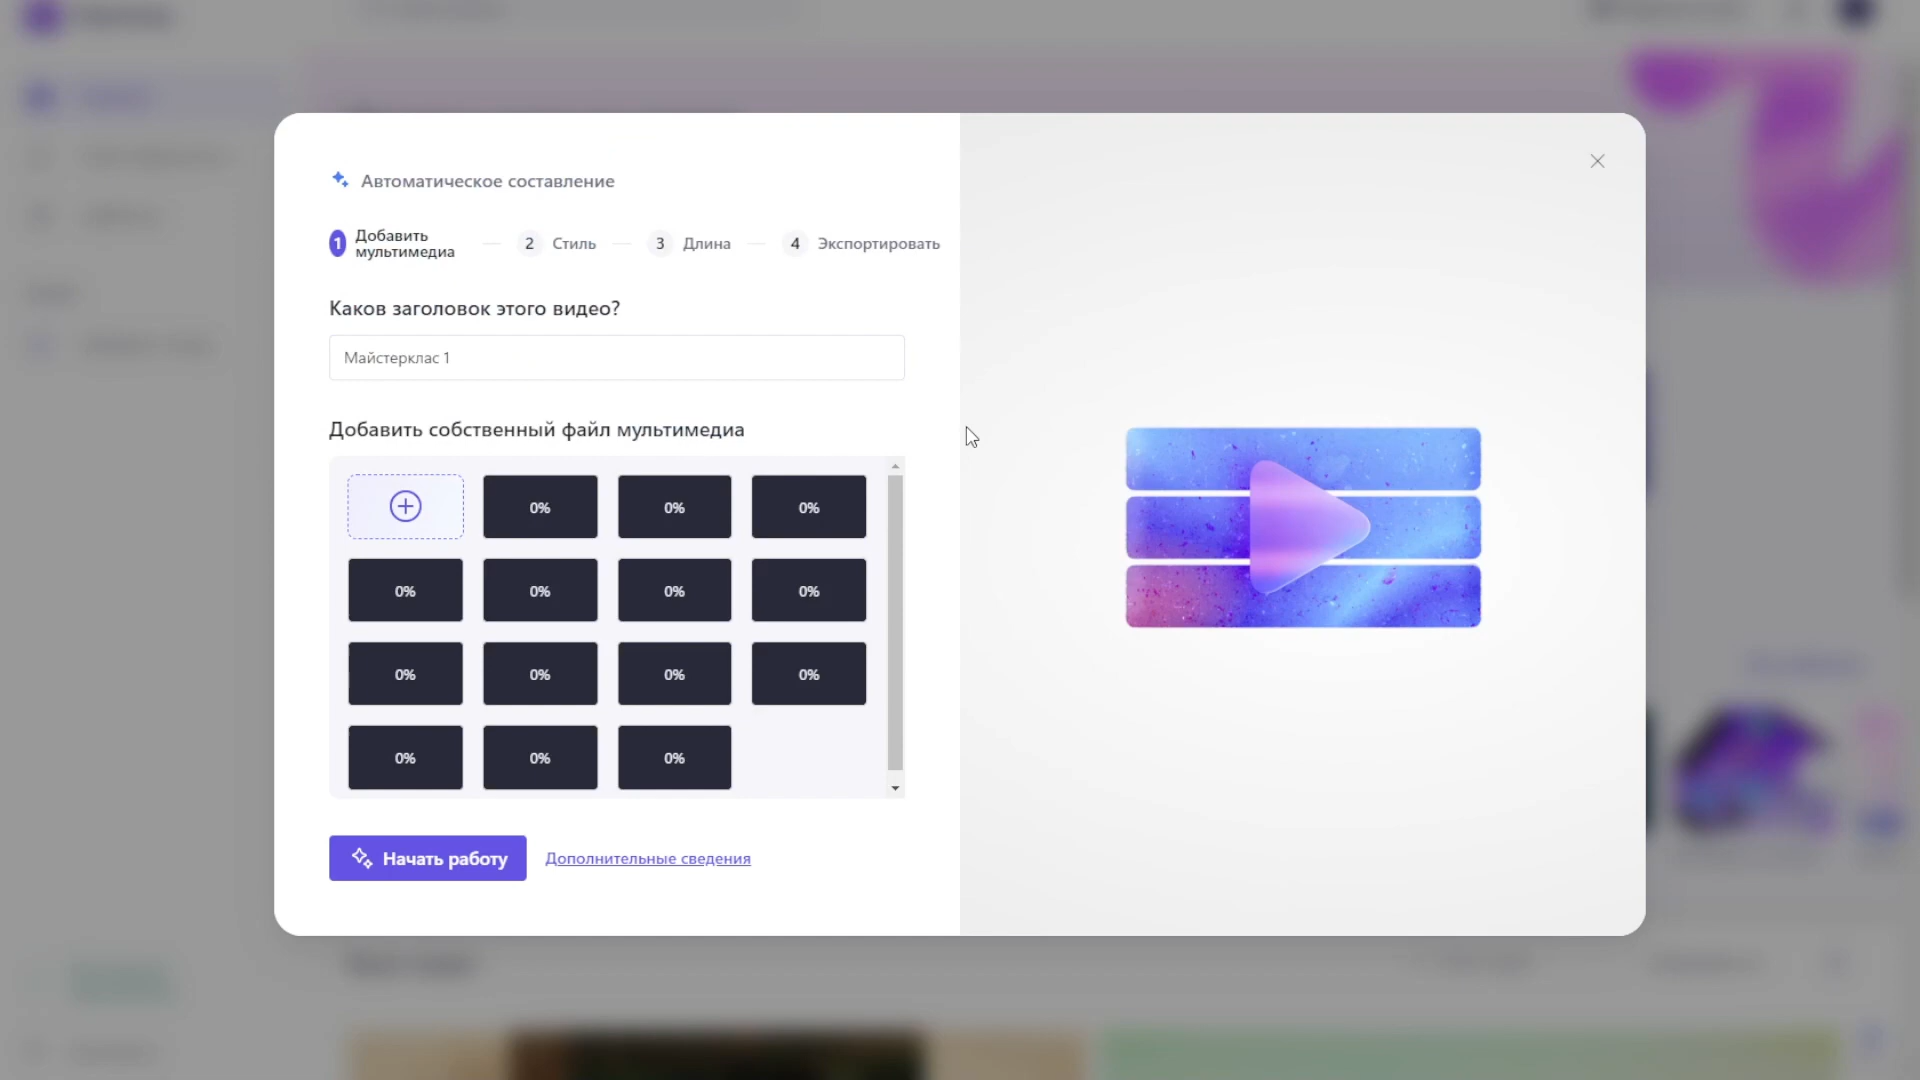 Автоматическое составление
1 Добавить мультимедиа
2 Стиль
3 Длина
4 Экспортировать
Каков заголовок этого видео?
Майстерклас 1
Добавить собственный файл мультимедиа
0% 0% 0%
0% 0% 0% 0%
0% 0% 0% 0%
0% 0% 0%
Начать работу
Дополнительные сведения